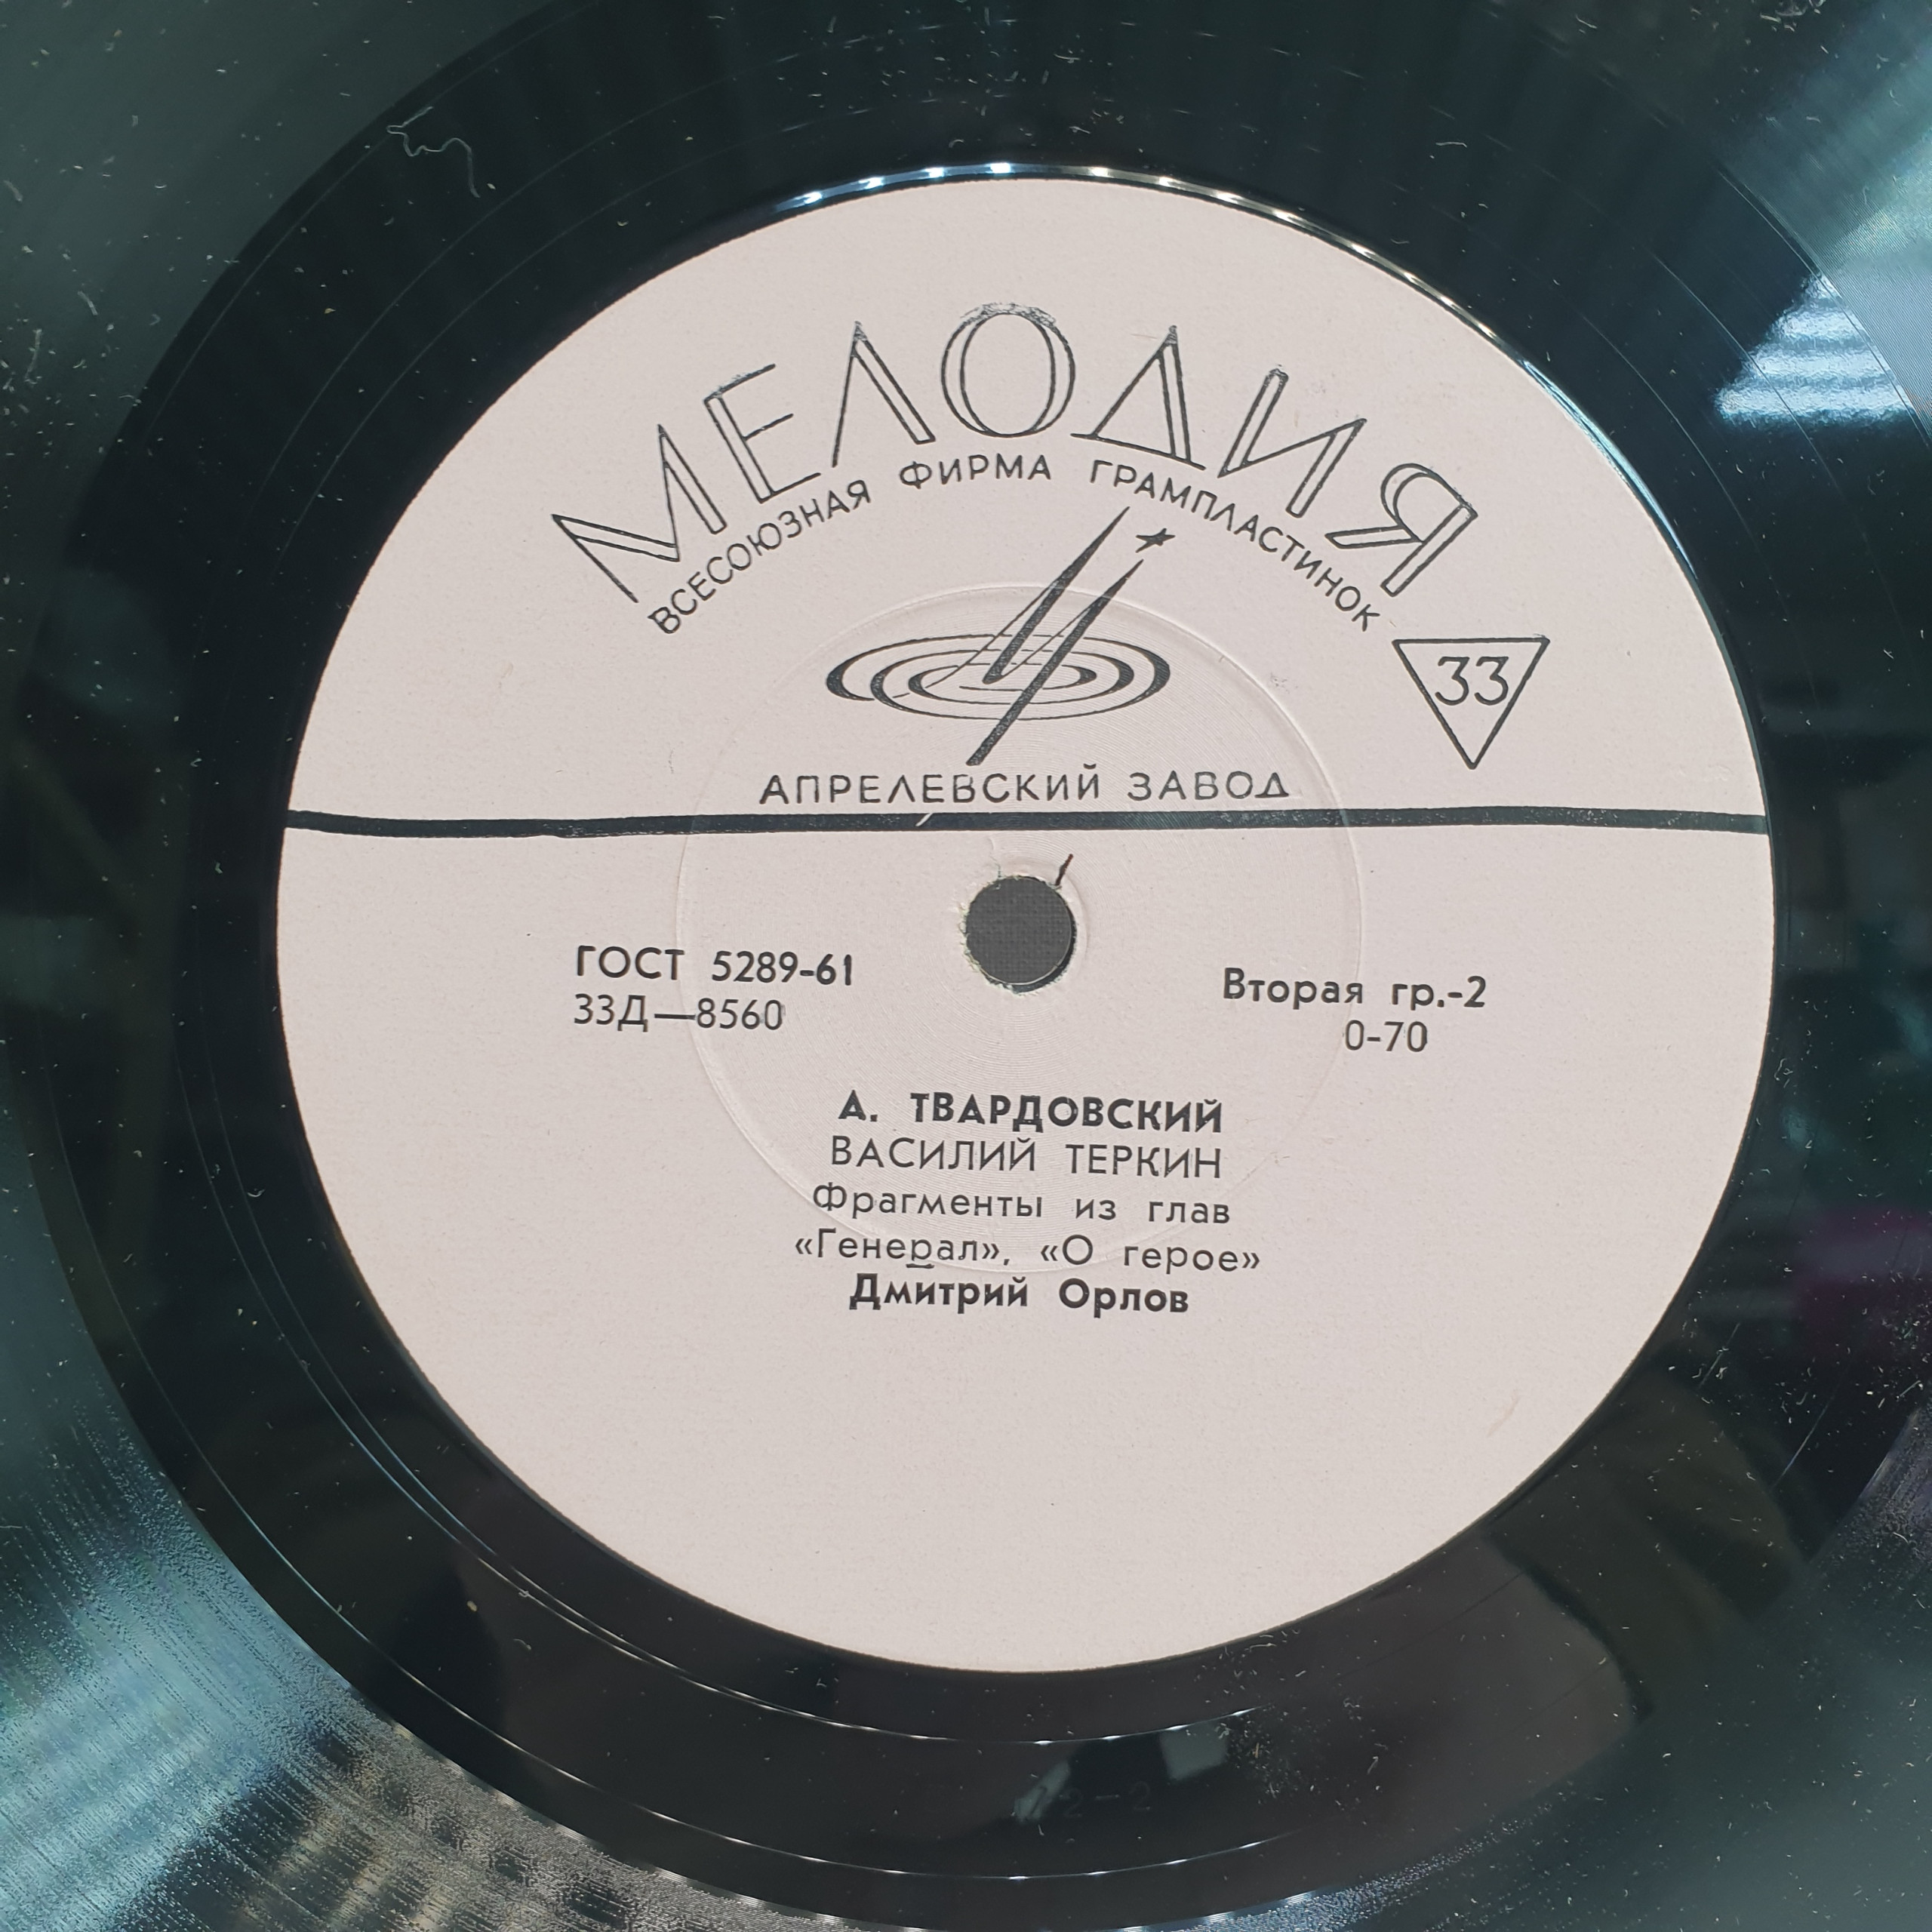 МЕЛОДИЯ
ВСЕСОЮЗНАЯ ФИРМА ГРАМПЛАСТИНОК
33
АПРЕЛЕВСКИЙ ЗАВОД
ГОСТ 5289-61
33Д—8560
Вторая гр.-2
0-70
А. ТВАРДОВСКИЙ
ВАСИЛИЙ ТЕРКИН
Фрагменты из глав
«Генерал», «О герое»
Дмитрий Орлов